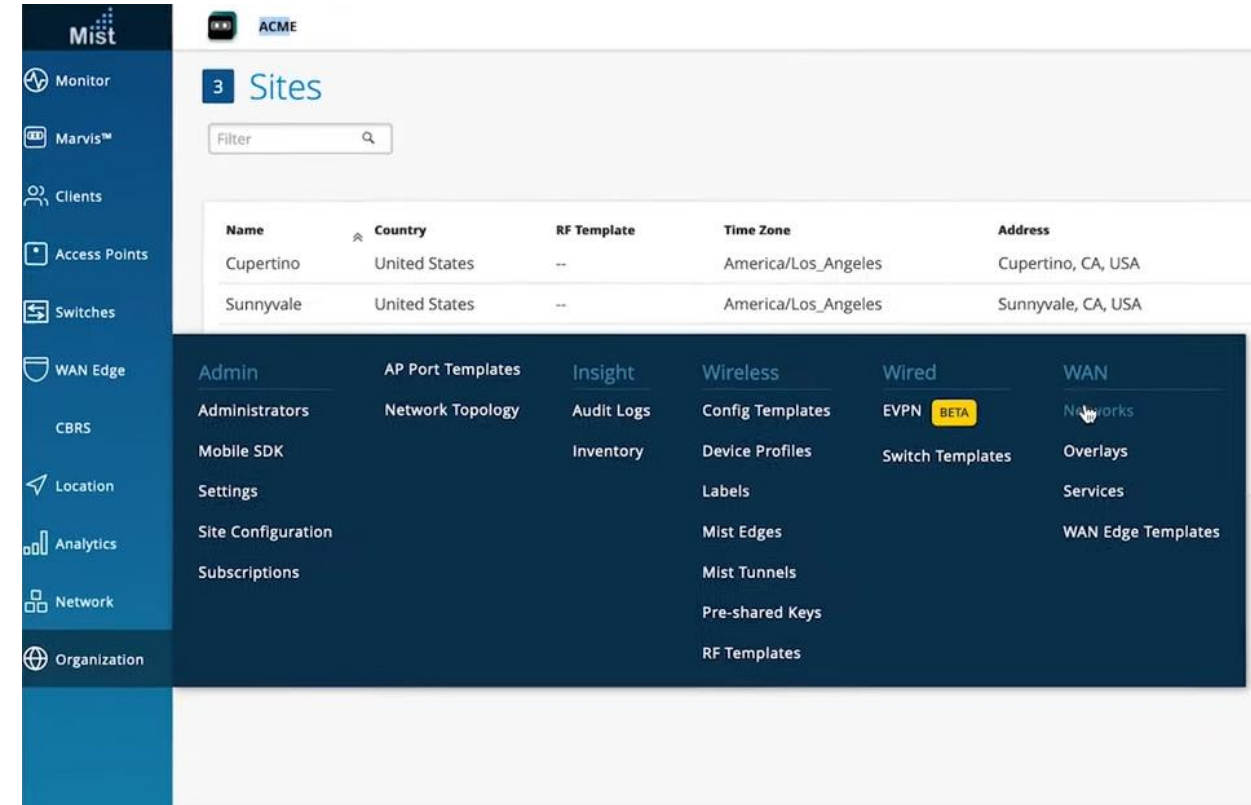 Mist
ACME
Monitor
Marvis™
Clients
Access Points
Switches
WAN Edge
CBRS
Location
Analytics
Network
Organization
3 Sites
Filter
Name Country RF Template Time Zone Address
Cupertino United States -- America/Los_Angeles Cupertino, CA, USA
Sunnyvale United States -- America/Los_Angeles Sunnyvale, CA, USA
Admin
Administrators
Mobile SDK
Settings
Site Configuration
Subscriptions
AP Port Templates
Network Topology
Insight
Audit Logs
Inventory
Wireless
Config Templates
Device Profiles
Labels
Mist Edges
Mist Tunnels
Pre-shared Keys
RF Templates
Wired
EVPN BETA
Switch Templates
WAN
Networks
Overlays
Services
WAN Edge Templates